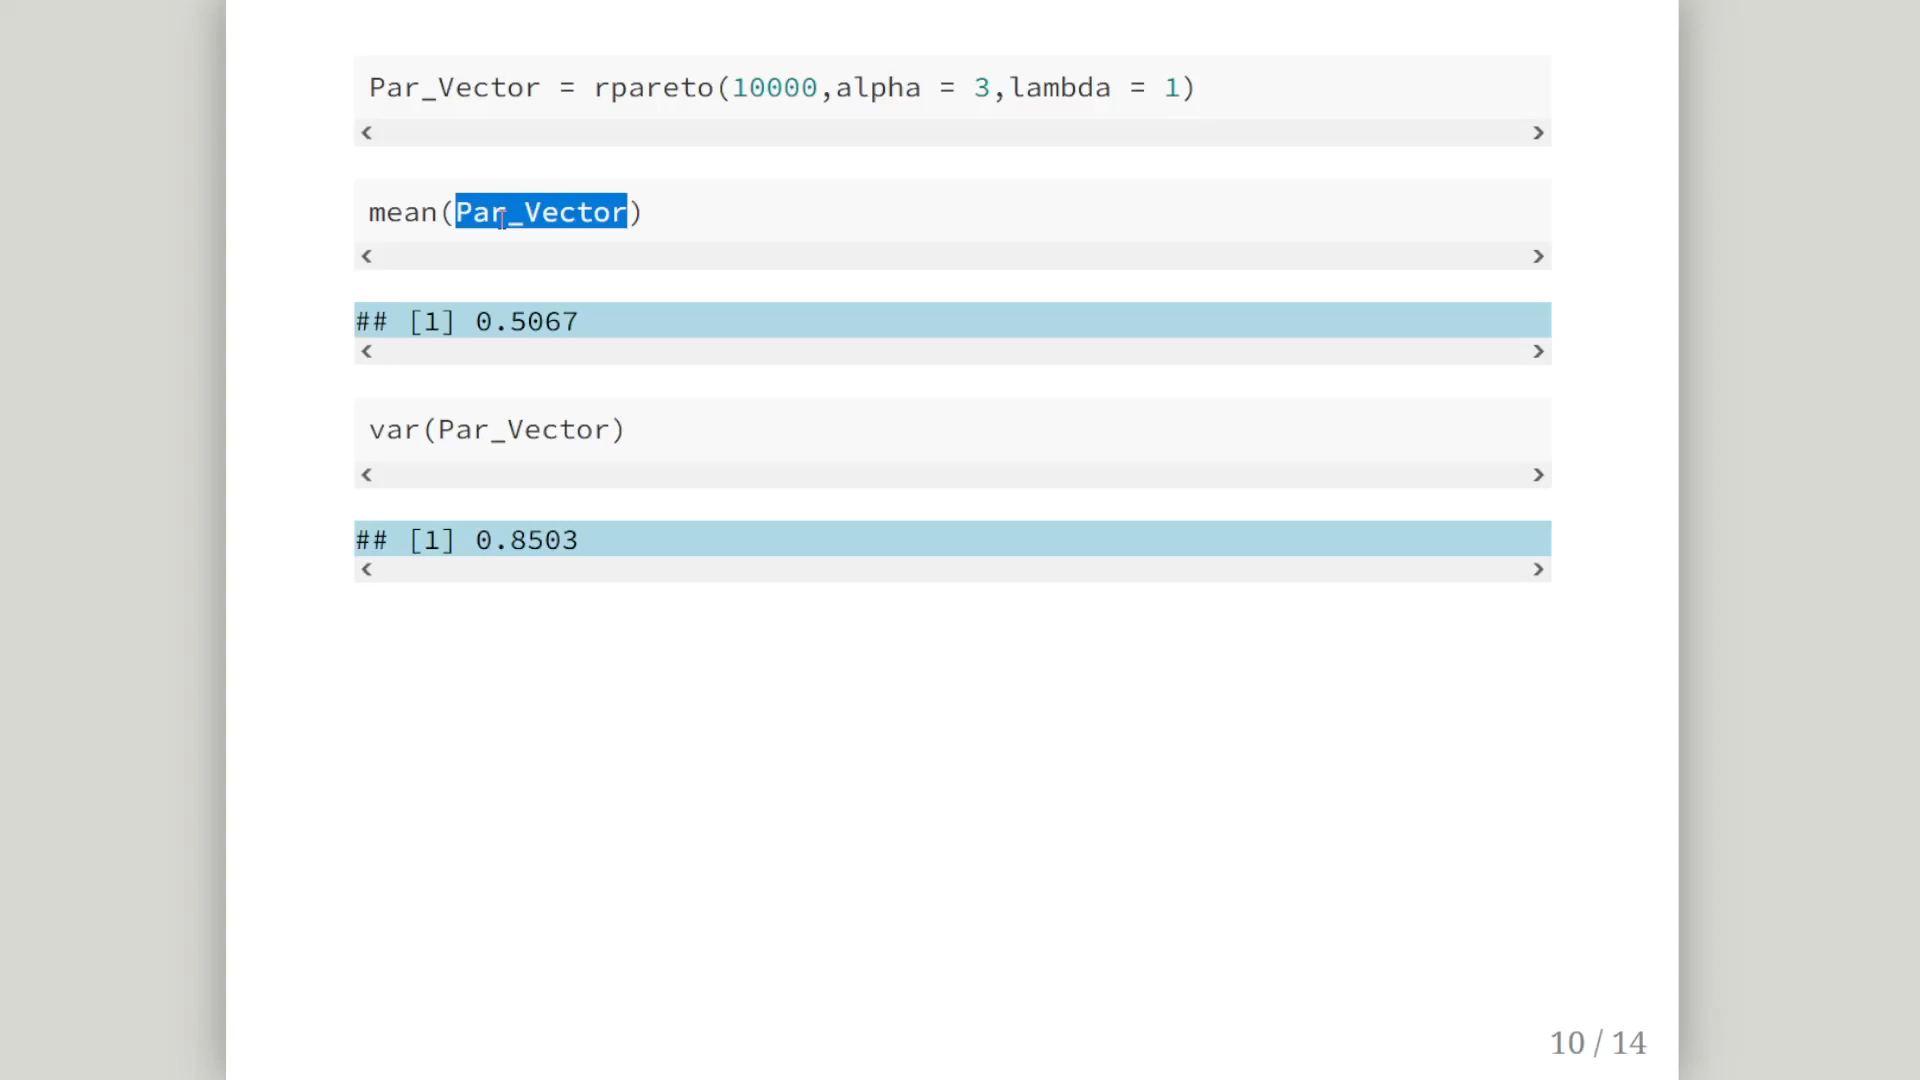 Par_Vector = rpareto(10000,alpha = 3,lambda = 1)
mean(Par_Vector)
## [1] 0.5067
var(Par_Vector)
## [1] 0.8503
10 / 14